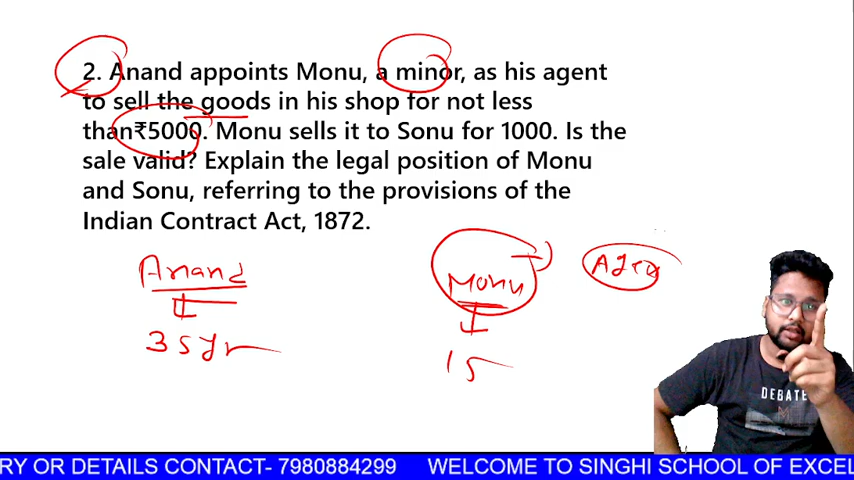 2. Anand appoints Monu, a minor, as his agent
to sell the goods in his shop for not less
than₹5000. Monu sells it to Sonu for 1000. Is the
sale valid? Explain the legal position of Monu
and Sonu, referring to the provisions of the
Indian Contract Act, 1872.
Anand
Monu
35yr
15
DEBATE
RY OR DETAILS CONTACT- 7980884299 WELCOME TO SINGHI SCHOOL OF EXCEL